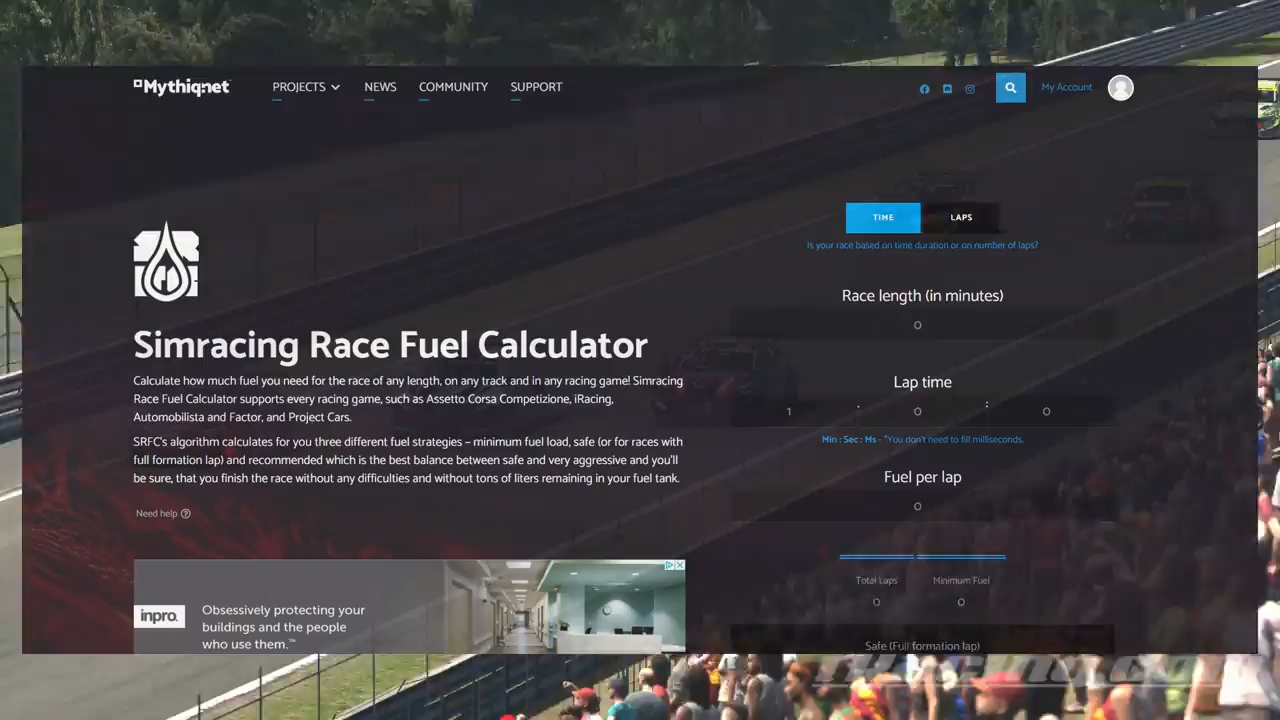 Mythiqnet
PROJECTS NEWS COMMUNITY SUPPORT
My Account
TIME LAPS
Is your race based on time duration or on number of laps?
Race length (in minutes)
0
Lap time
1 : 0 : 0
Min : Sec : Ms - *You don't need to fill milliseconds.
Fuel per lap
0
Total Laps Minimum Fuel
0 0
Safe (Full formation lap)
Simracing Race Fuel Calculator
Calculate how much fuel you need for the race of any length, on any track and in any racing game! Simracing
Race Fuel Calculator supports every racing game, such as Assetto Corsa Competizione, iRacing,
Automobilista and Factor, and Project Cars.
SRFC's algorithm calculates for you three different fuel strategies – minimum fuel load, safe (or for races with
full formation lap) and recommended which is the best balance between safe and very aggressive and you'll
be sure, that you finish the race without any difficulties and without tons of liters remaining in your fuel tank.
Need help
inpro.
Obsessively protecting your
buildings and the people
who use them.™